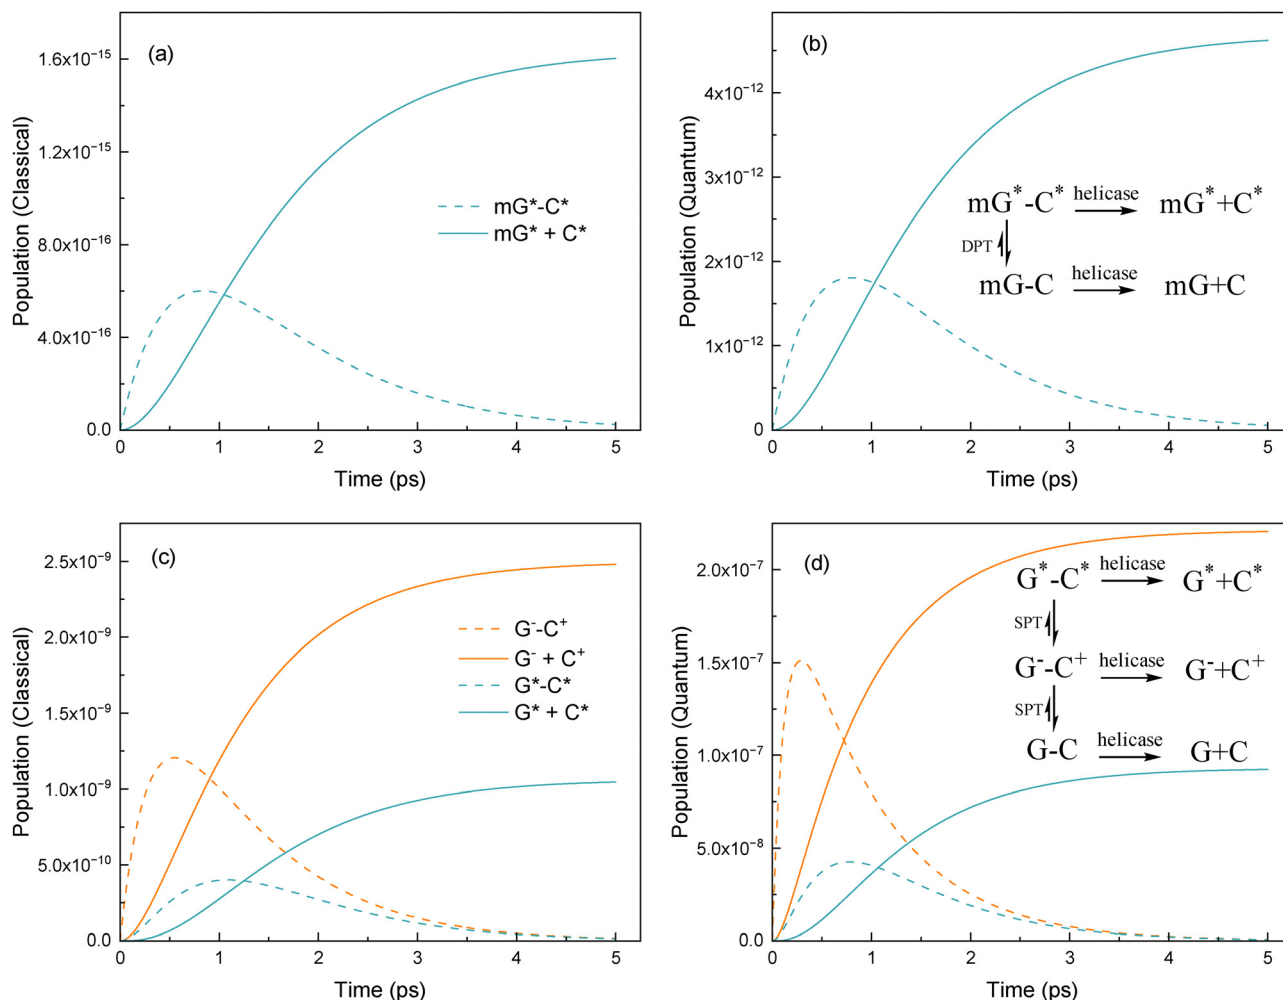 (a)
Population (Classical)
1.6x10⁻¹⁵
1.2x10⁻¹⁵
8.0x10⁻¹⁶
4.0x10⁻¹⁶
0.0
mG*-C*
mG* + C*
0 1 2 3 4 5
Time (ps)
(b)
Population (Quantum)
4x10⁻¹²
3x10⁻¹²
2x10⁻¹²
1x10⁻¹²
0
mG*-C* helicase mG*+C*
DPT
mG-C helicase mG+C
0 1 2 3 4 5
Time (ps)
(c)
Population (Classical)
2.5x10⁻⁹
2.0x10⁻⁹
1.5x10⁻⁹
1.0x10⁻⁹
5.0x10⁻¹⁰
0.0
G⁻-C⁺
G⁻ + C⁺
G*-C*
G* + C*
0 1 2 3 4 5
Time (ps)
(d)
Population (Quantum)
2.0x10⁻⁷
1.5x10⁻⁷
1.0x10⁻⁷
5.0x10⁻⁸
0.0
G*-C* helicase G*+C*
SPT
G⁻-C⁺ helicase G⁻+C⁺
SPT
G-C helicase G+C
0 1 2 3 4 5
Time (ps)